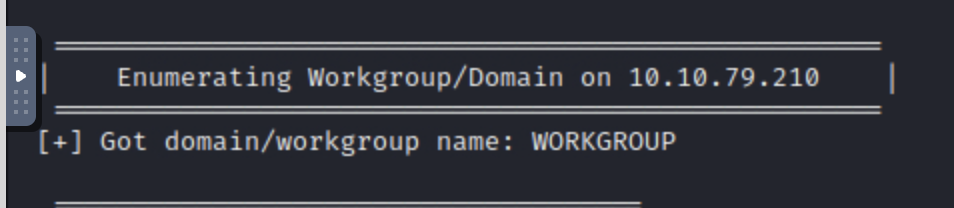 |    Enumerating Workgroup/Domain on 10.10.79.210    |
[+] Got domain/workgroup name: WORKGROUP